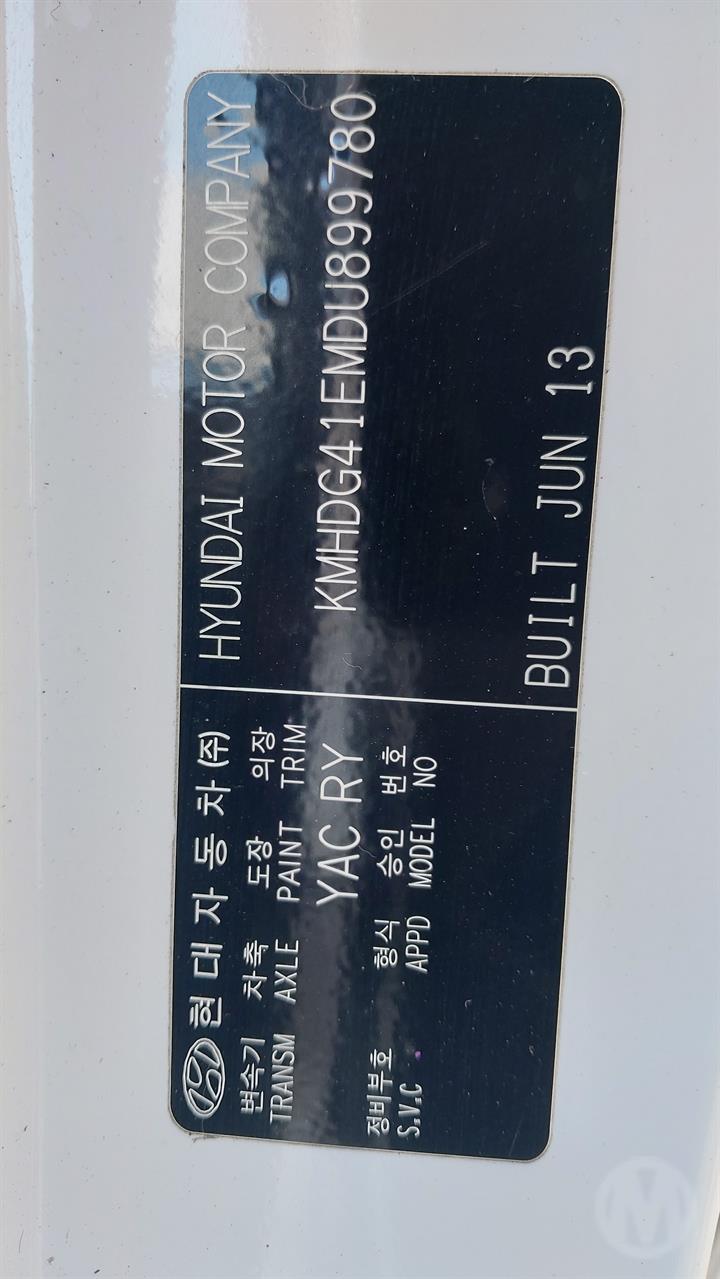 현대자동차(주)
HYUNDAI MOTOR COMPANY
변속기 차축 도장 의장
TRANSM AXLE PAINT TRIM
YAC RY
KMHDG41EMDU899780
정비부호 형식 승인 번호
S.V.C APPD MODEL NO
BUILT JUN 13
M